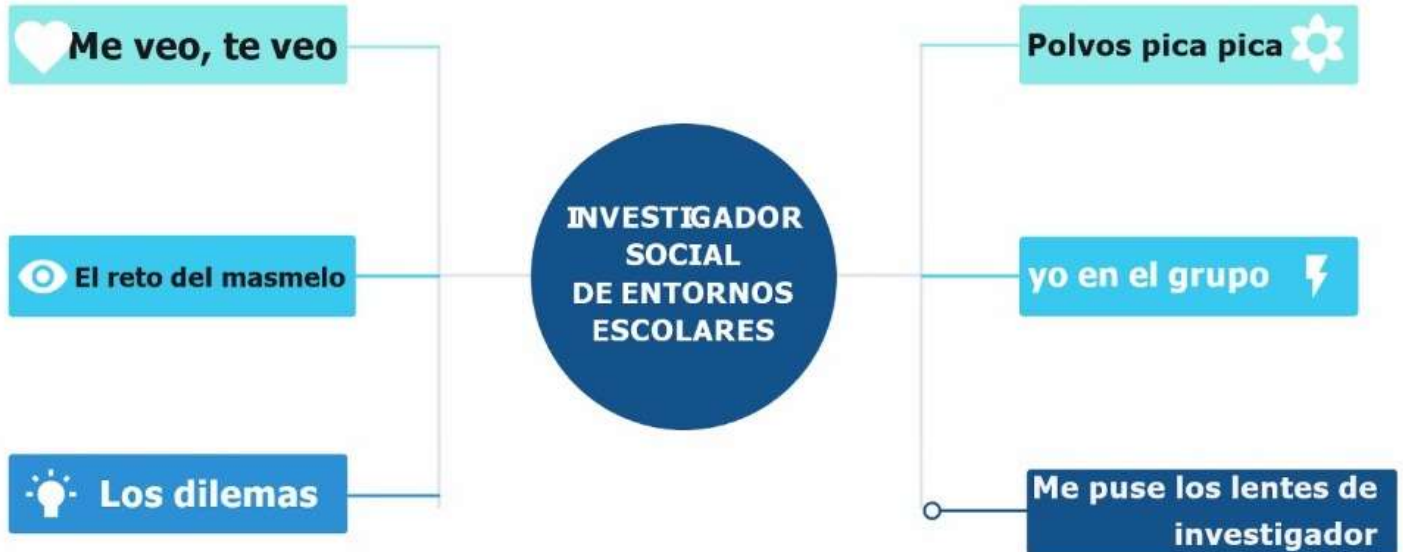 Me veo, te veo
El reto del masmelo
Los dilemas
INVESTIGADOR
SOCIAL
DE ENTORNOS
ESCOLARES
Polvos pica pica
yo en el grupo
Me puse los lentes de
investigador